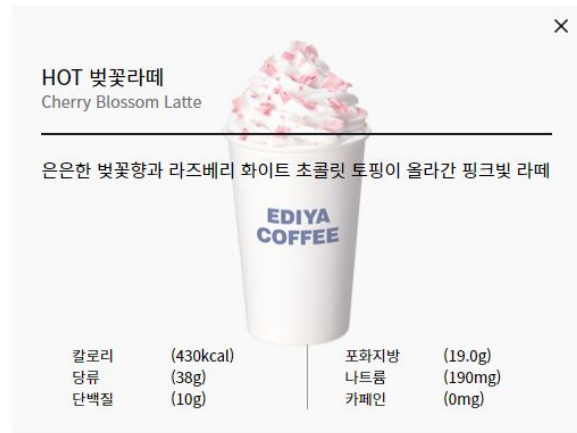 HOT 벚꽃라떼
Cherry Blossom Latte
은은한 벚꽃향과 라즈베리 화이트 초콜릿 토핑이 올라간 핑크빛 라떼
EDIYA
COFFEE
칼로리 (430kcal) 포화지방 (19.0g)
당류 (38g) 나트륨 (190mg)
단백질 (10g) 카페인 (0mg)